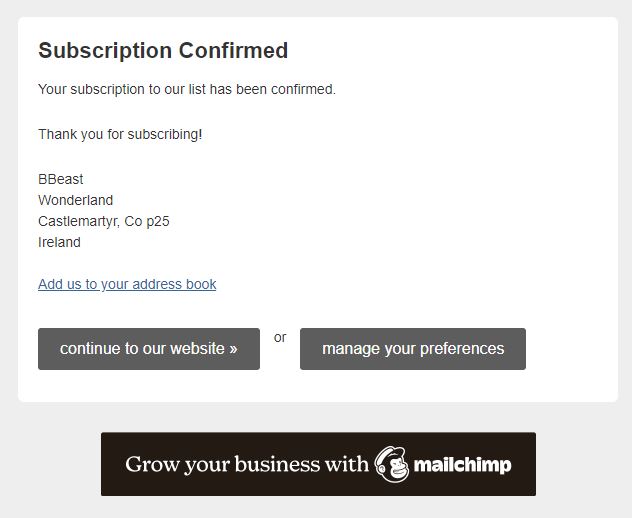 Subscription Confirmed
Your subscription to our list has been confirmed.
Thank you for subscribing!
BBeast
Wonderland
Castlemartyr, Co p25
Ireland
Add us to your address book
continue to our website »
or
manage your preferences
Grow your business with mailchimp